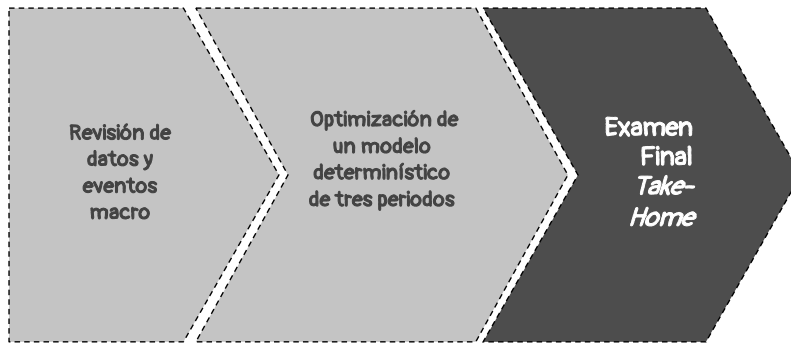 Revisión de
datos y
eventos
macro
Optimización de
un modelo
determinístico
de tres periodos
Examen
Final
Take-
Home